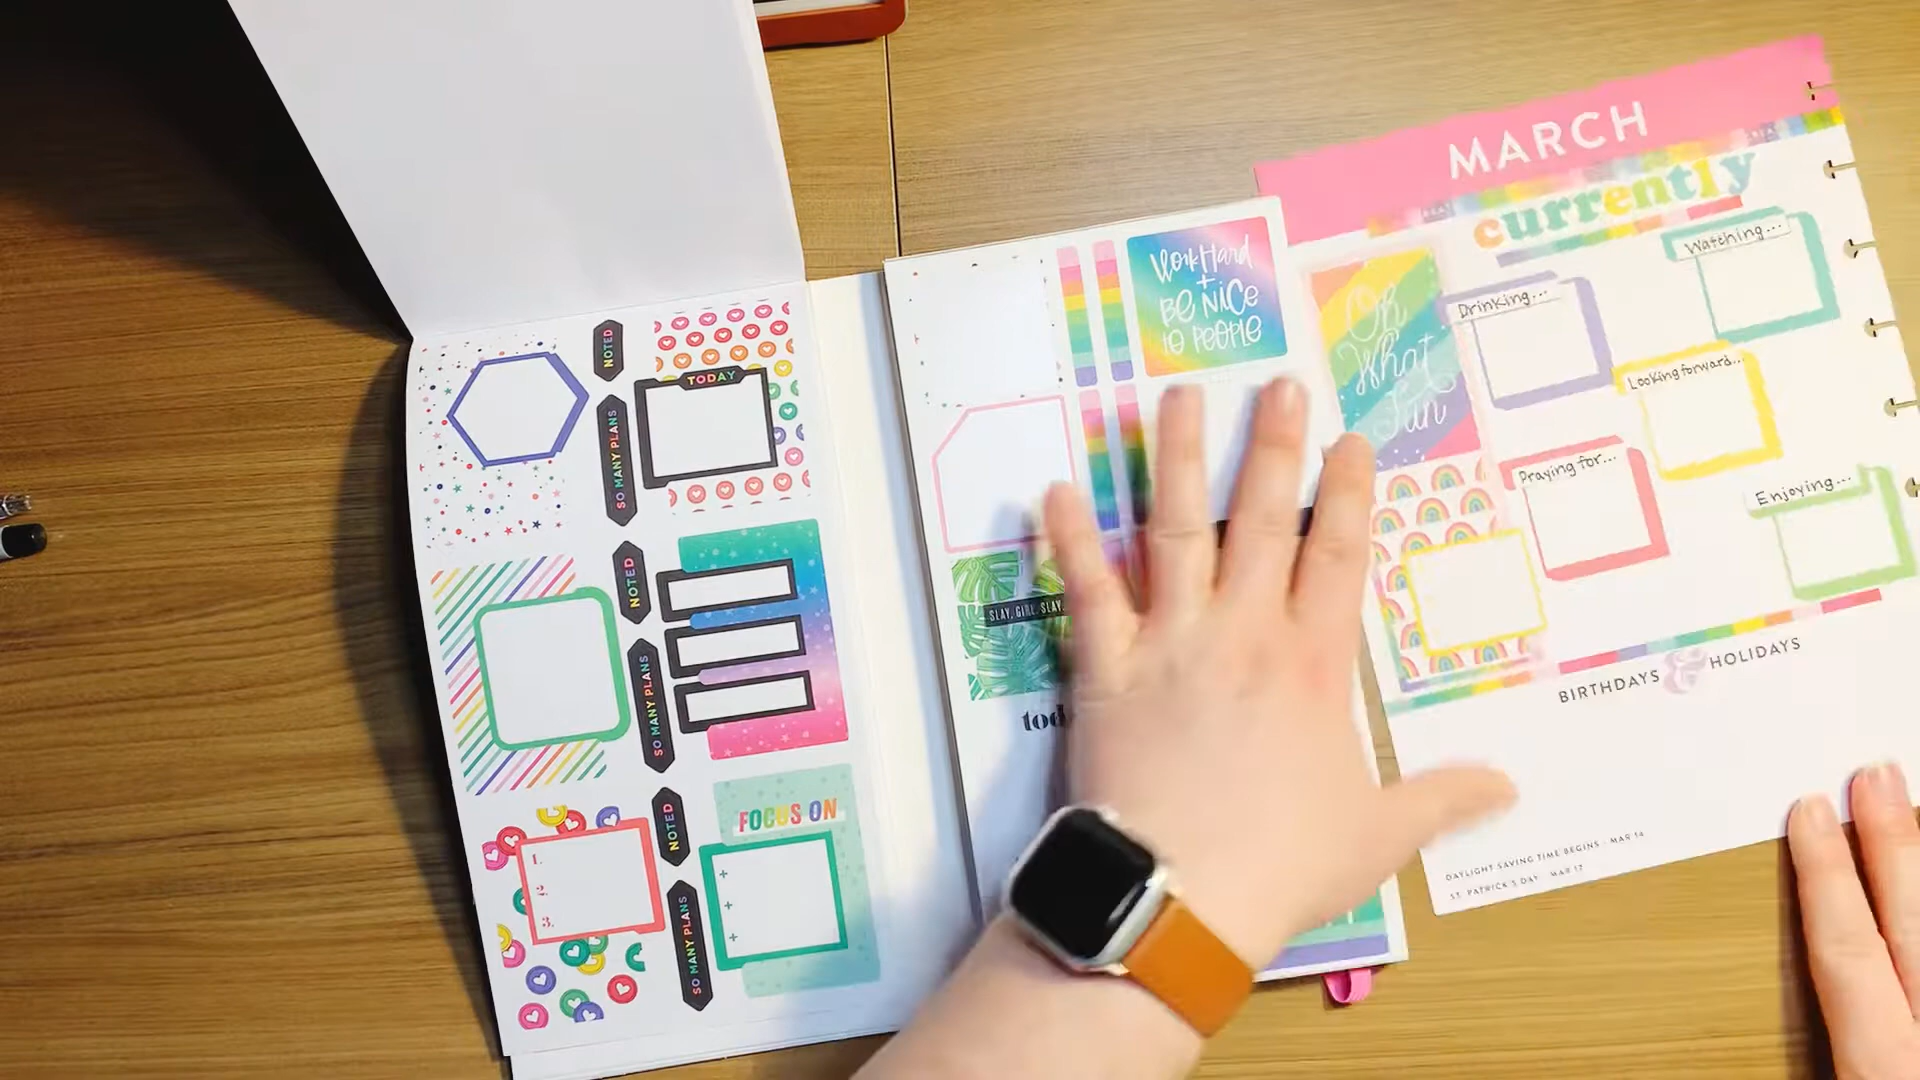 NOTED
TODAY
SO MANY PLANS
NOTED
SO MANY PLANS
FOCUS ON
NOTED
1.
2.
3.
+
+
+
SO MANY PLANS
Work Hard
+
BE NICE
TO PEOPLE
SLAY, GIRL, SLAY.
MARCH
currently
Oh
What
Fun
Watching...
Drinking...
Looking forward...
Praying for...
Enjoying...
BIRTHDAYS & HOLIDAYS
DAYLIGHT SAVING TIME BEGINS · MAR 14
ST. PATRICK'S DAY · MAR 17